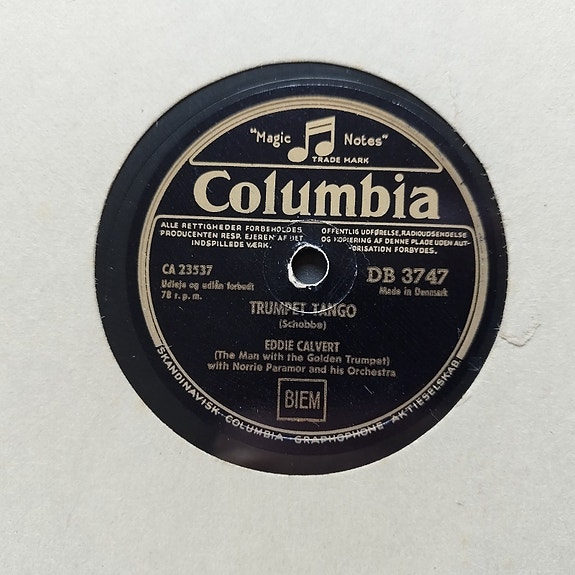 "Magic Notes"
TRADE MARK
Columbia
ALLE RETTIGHEDER FORBEHOLDES
PRODUCENTEN RESP. EJEREN AF DET
INDSPILLEDE VÆRK.
OFFENTLIG UDFØRELSE, RADIOUDSENDELSE
OG KOPIERING AF DENNE PLADE UDEN AUT-
ORISATION FORBYDES.
CA 23537
Udleje og udlån forbudt
78 r.p.m.
DB 3747
Made in Denmark
TRUMPET TANGO
(Schobbe)
EDDIE CALVERT
(The Man with the Golden Trumpet)
with Norrie Paramor and his Orchestra
BIEM
SKANDINAVISK COLUMBIA GRAPHOPHONE AKTIESELSKAB.